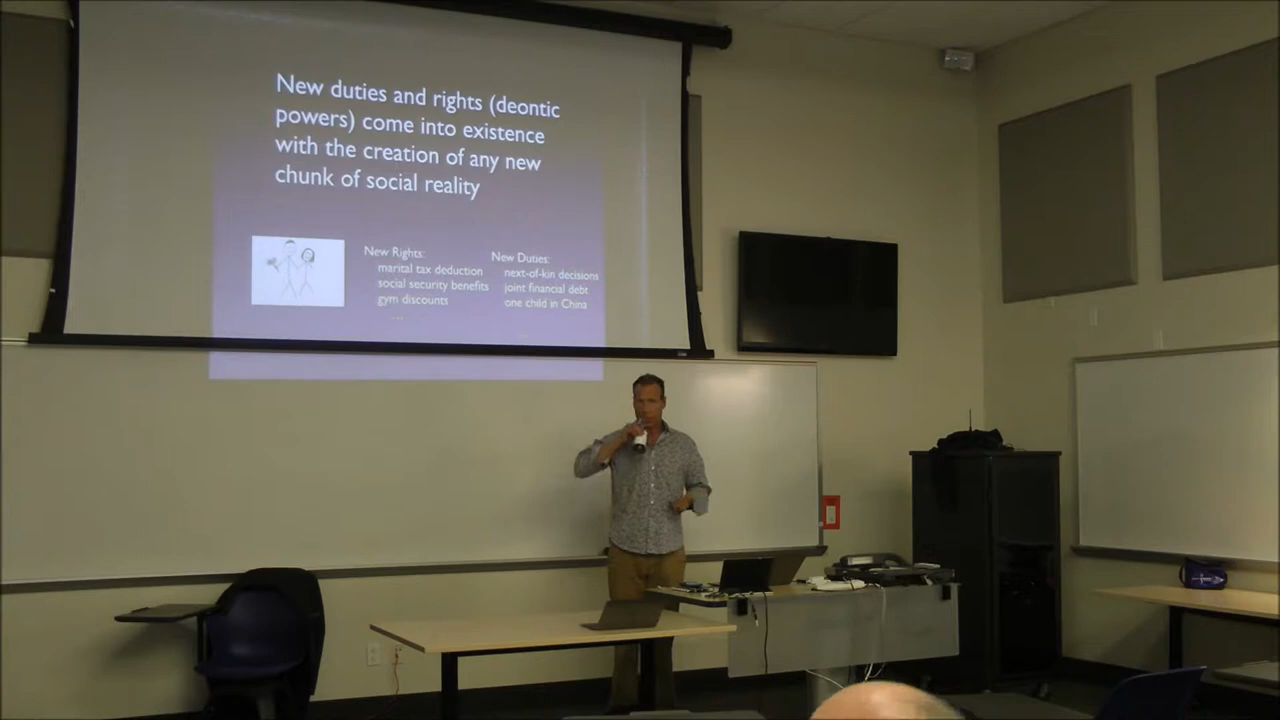 New duties and rights (deontic
powers) come into existence
with the creation of any new
chunk of social reality
New Rights:
marital tax deduction
social security benefits
gym discounts
...
New Duties:
next-of-kin decisions
joint financial debt
one child in China